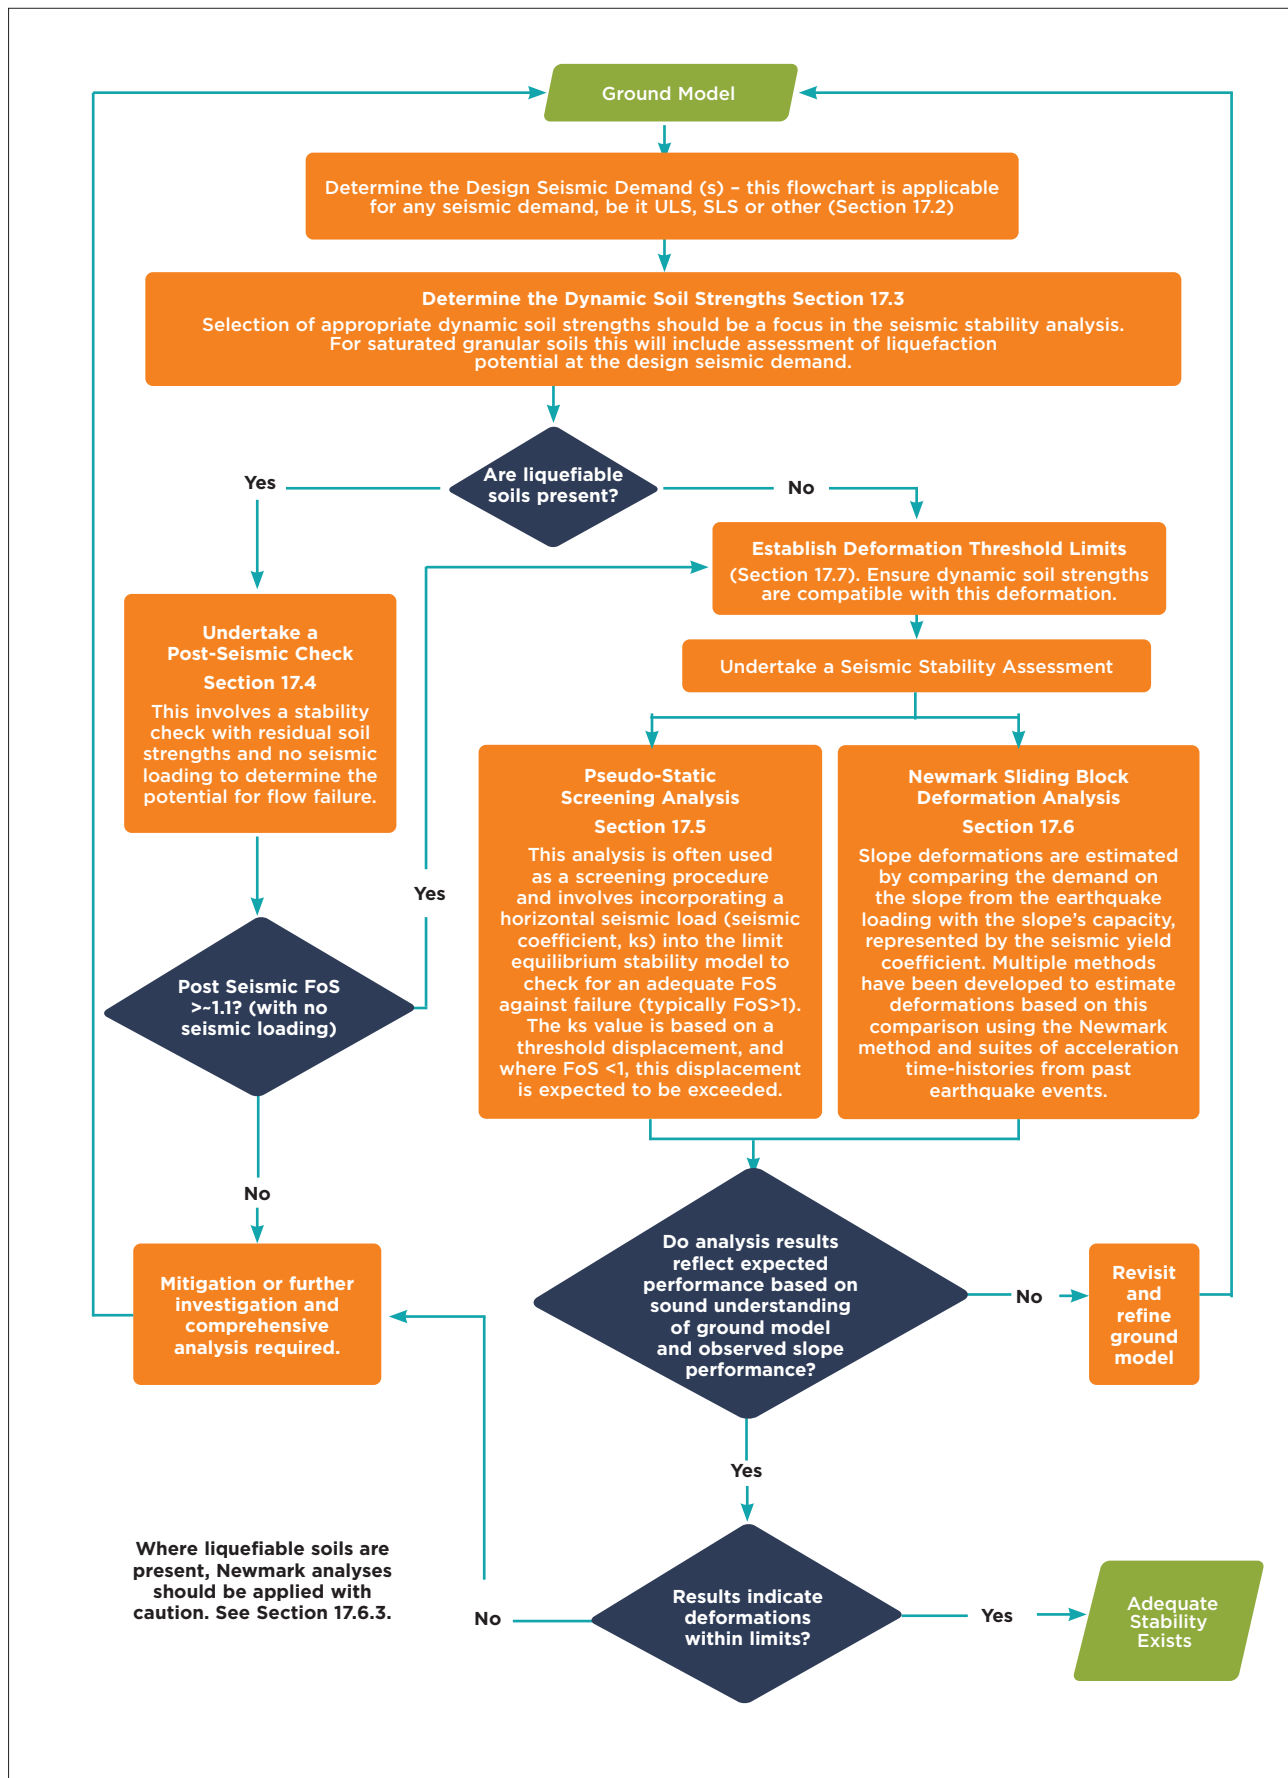 Ground Model
Determine the Design Seismic Demand (s) – this flowchart is applicable
for any seismic demand, be it ULS, SLS or other (Section 17.2)
Determine the Dynamic Soil Strengths Section 17.3
Selection of appropriate dynamic soil strengths should be a focus in the seismic stability analysis.
For saturated granular soils this will include assessment of liquefaction
potential at the design seismic demand.
Are liquefiable
soils present?
Yes
No
Establish Deformation Threshold Limits
(Section 17.7). Ensure dynamic soil strengths
are compatible with this deformation.
Undertake a
Post-Seismic Check
Section 17.4
This involves a stability
check with residual soil
strengths and no seismic
loading to determine the
potential for flow failure.
Undertake a Seismic Stability Assessment
Pseudo-Static
Screening Analysis
Section 17.5
This analysis is often used
as a screening procedure
and involves incorporating a
horizontal seismic load (seismic
coefficient, ks) into the limit
equilibrium stability model to
check for an adequate FoS
against failure (typically FoS>1).
The ks value is based on a
threshold displacement, and
where FoS <1, this displacement
is expected to be exceeded.
Newmark Sliding Block
Deformation Analysis
Section 17.6
Slope deformations are estimated
by comparing the demand on
the slope from the earthquake
loading with the slope's capacity,
represented by the seismic yield
coefficient. Multiple methods
have been developed to estimate
deformations based on this
comparison using the Newmark
method and suites of acceleration
time-histories from past
earthquake events.
Yes
Post Seismic FoS
>~1.1? (with no
seismic loading)
No
Mitigation or further
investigation and
comprehensive
analysis required.
Do analysis results
reflect expected
performance based on
sound understanding
of ground model
and observed slope
performance?
No
Revisit
and
refine
ground
model
Yes
Where liquefiable soils are
present, Newmark analyses
should be applied with
caution. See Section 17.6.3.
No
Results indicate
deformations
within limits?
Yes
Adequate
Stability
Exists